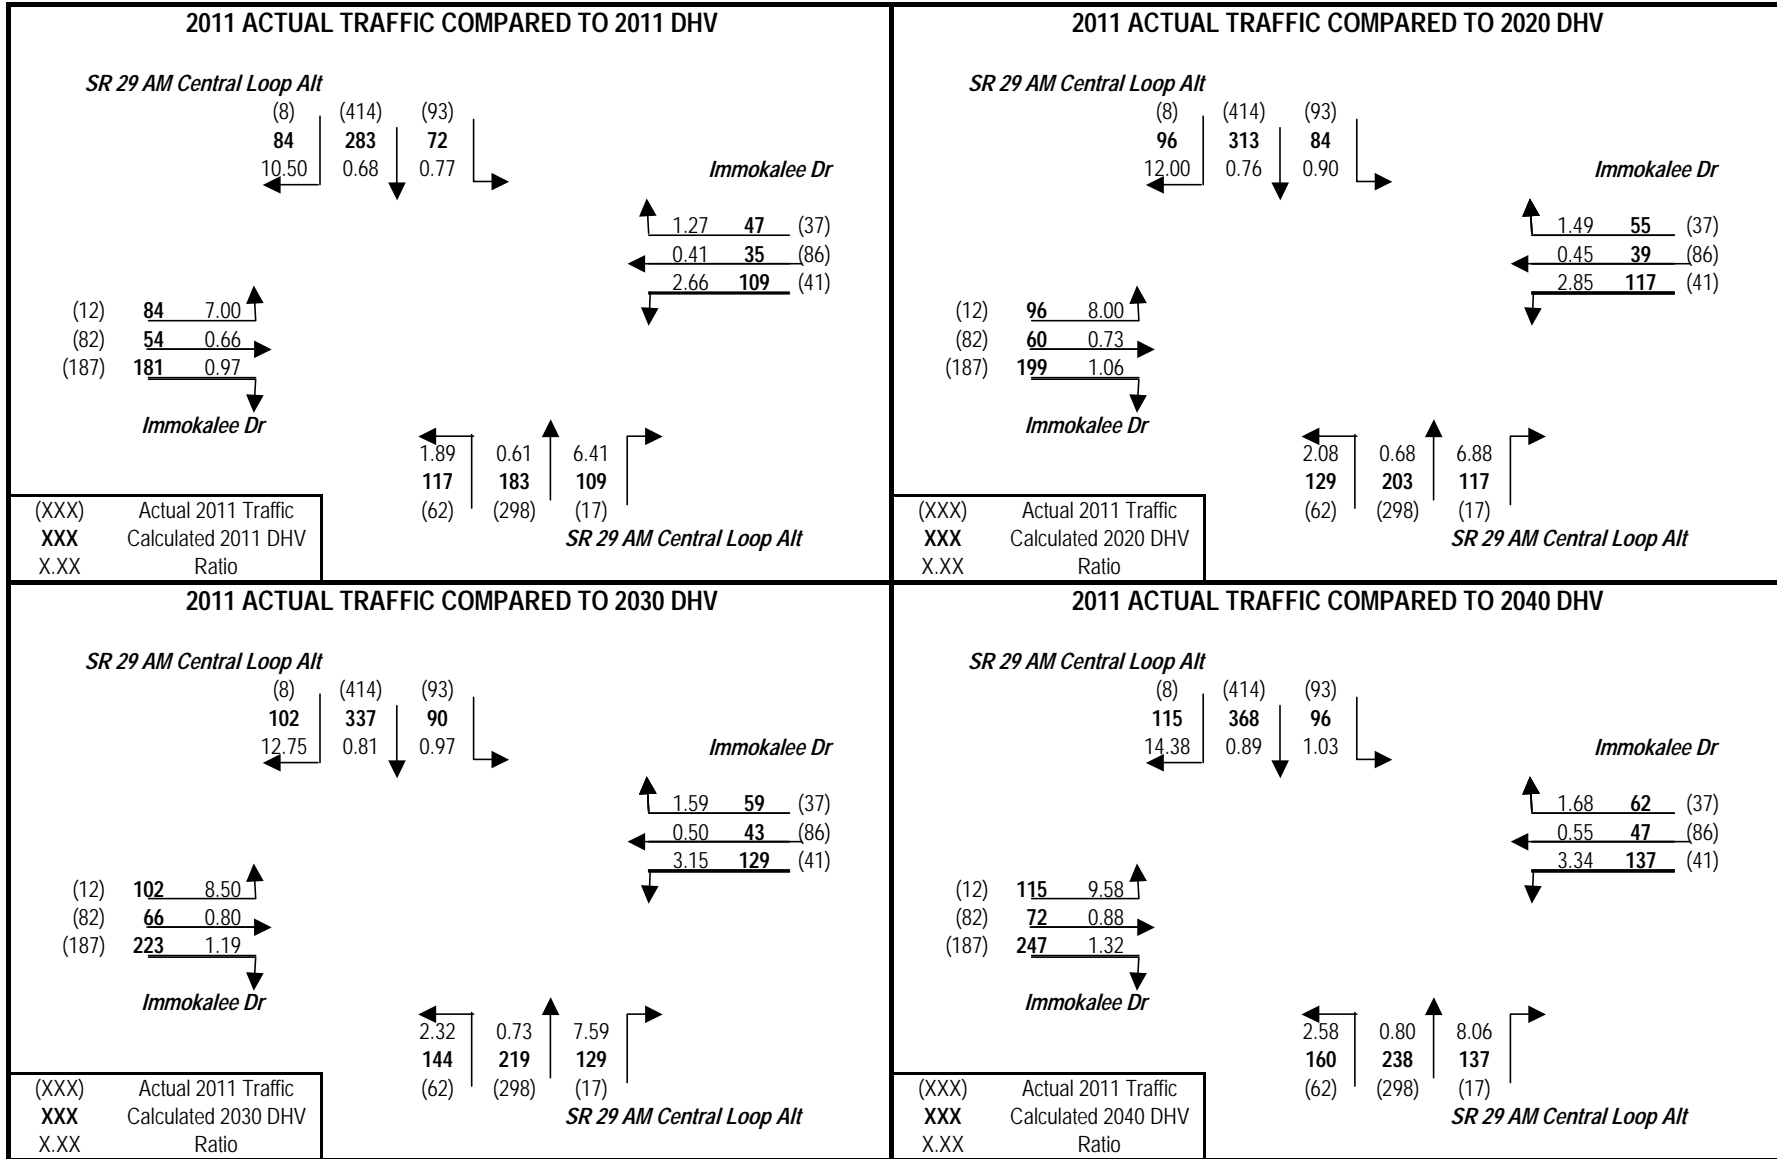 2011 ACTUAL TRAFFIC COMPARED TO 2011 DHV
SR 29 AM Central Loop Alt
(8) (414) (93)
84 283 72
10.50 0.68 0.77
Immokalee Dr
1.27 47 (37)
0.41 35 (86)
2.66 109 (41)
(12) 84 7.00
(82) 54 0.66
(187) 181 0.97
Immokalee Dr
1.89 0.61 6.41
117 183 109
(62) (298) (17)
SR 29 AM Central Loop Alt
(XXX) Actual 2011 Traffic
XXX Calculated 2011 DHV
X.XX Ratio
2011 ACTUAL TRAFFIC COMPARED TO 2020 DHV
SR 29 AM Central Loop Alt
(8) (414) (93)
96 313 84
12.00 0.76 0.90
Immokalee Dr
1.49 55 (37)
0.45 39 (86)
2.85 117 (41)
(12) 96 8.00
(82) 60 0.73
(187) 199 1.06
Immokalee Dr
2.08 0.68 6.88
129 203 117
(62) (298) (17)
SR 29 AM Central Loop Alt
(XXX) Actual 2011 Traffic
XXX Calculated 2020 DHV
X.XX Ratio
2011 ACTUAL TRAFFIC COMPARED TO 2030 DHV
SR 29 AM Central Loop Alt
(8) (414) (93)
102 337 90
12.75 0.81 0.97
Immokalee Dr
1.59 59 (37)
0.50 43 (86)
3.15 129 (41)
(12) 102 8.50
(82) 66 0.80
(187) 223 1.19
Immokalee Dr
2.32 0.73 7.59
144 219 129
(62) (298) (17)
SR 29 AM Central Loop Alt
(XXX) Actual 2011 Traffic
XXX Calculated 2030 DHV
X.XX Ratio
2011 ACTUAL TRAFFIC COMPARED TO 2040 DHV
SR 29 AM Central Loop Alt
(8) (414) (93)
115 368 96
14.38 0.89 1.03
Immokalee Dr
1.68 62 (37)
0.55 47 (86)
3.34 137 (41)
(12) 115 9.58
(82) 72 0.88
(187) 247 1.32
Immokalee Dr
2.58 0.80 8.06
160 238 137
(62) (298) (17)
SR 29 AM Central Loop Alt
(XXX) Actual 2011 Traffic
XXX Calculated 2040 DHV
X.XX Ratio